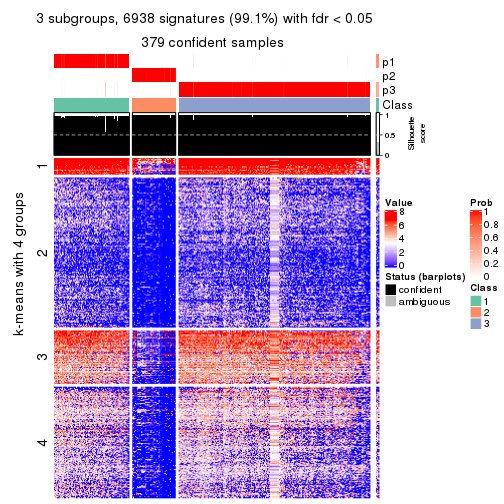 3 subgroups, 6938 signatures (99.1%) with fdr < 0.05
379 confident samples
p1
p2
p3
Class
1
0.5
0
Silhouette
score
k-means with 4 groups
1
2
3
4
Value
8
6
4
2
0
Status (barplots)
confident
ambiguous
Prob
1
0.8
0.6
0.4
0.2
0
Class
1
2
3